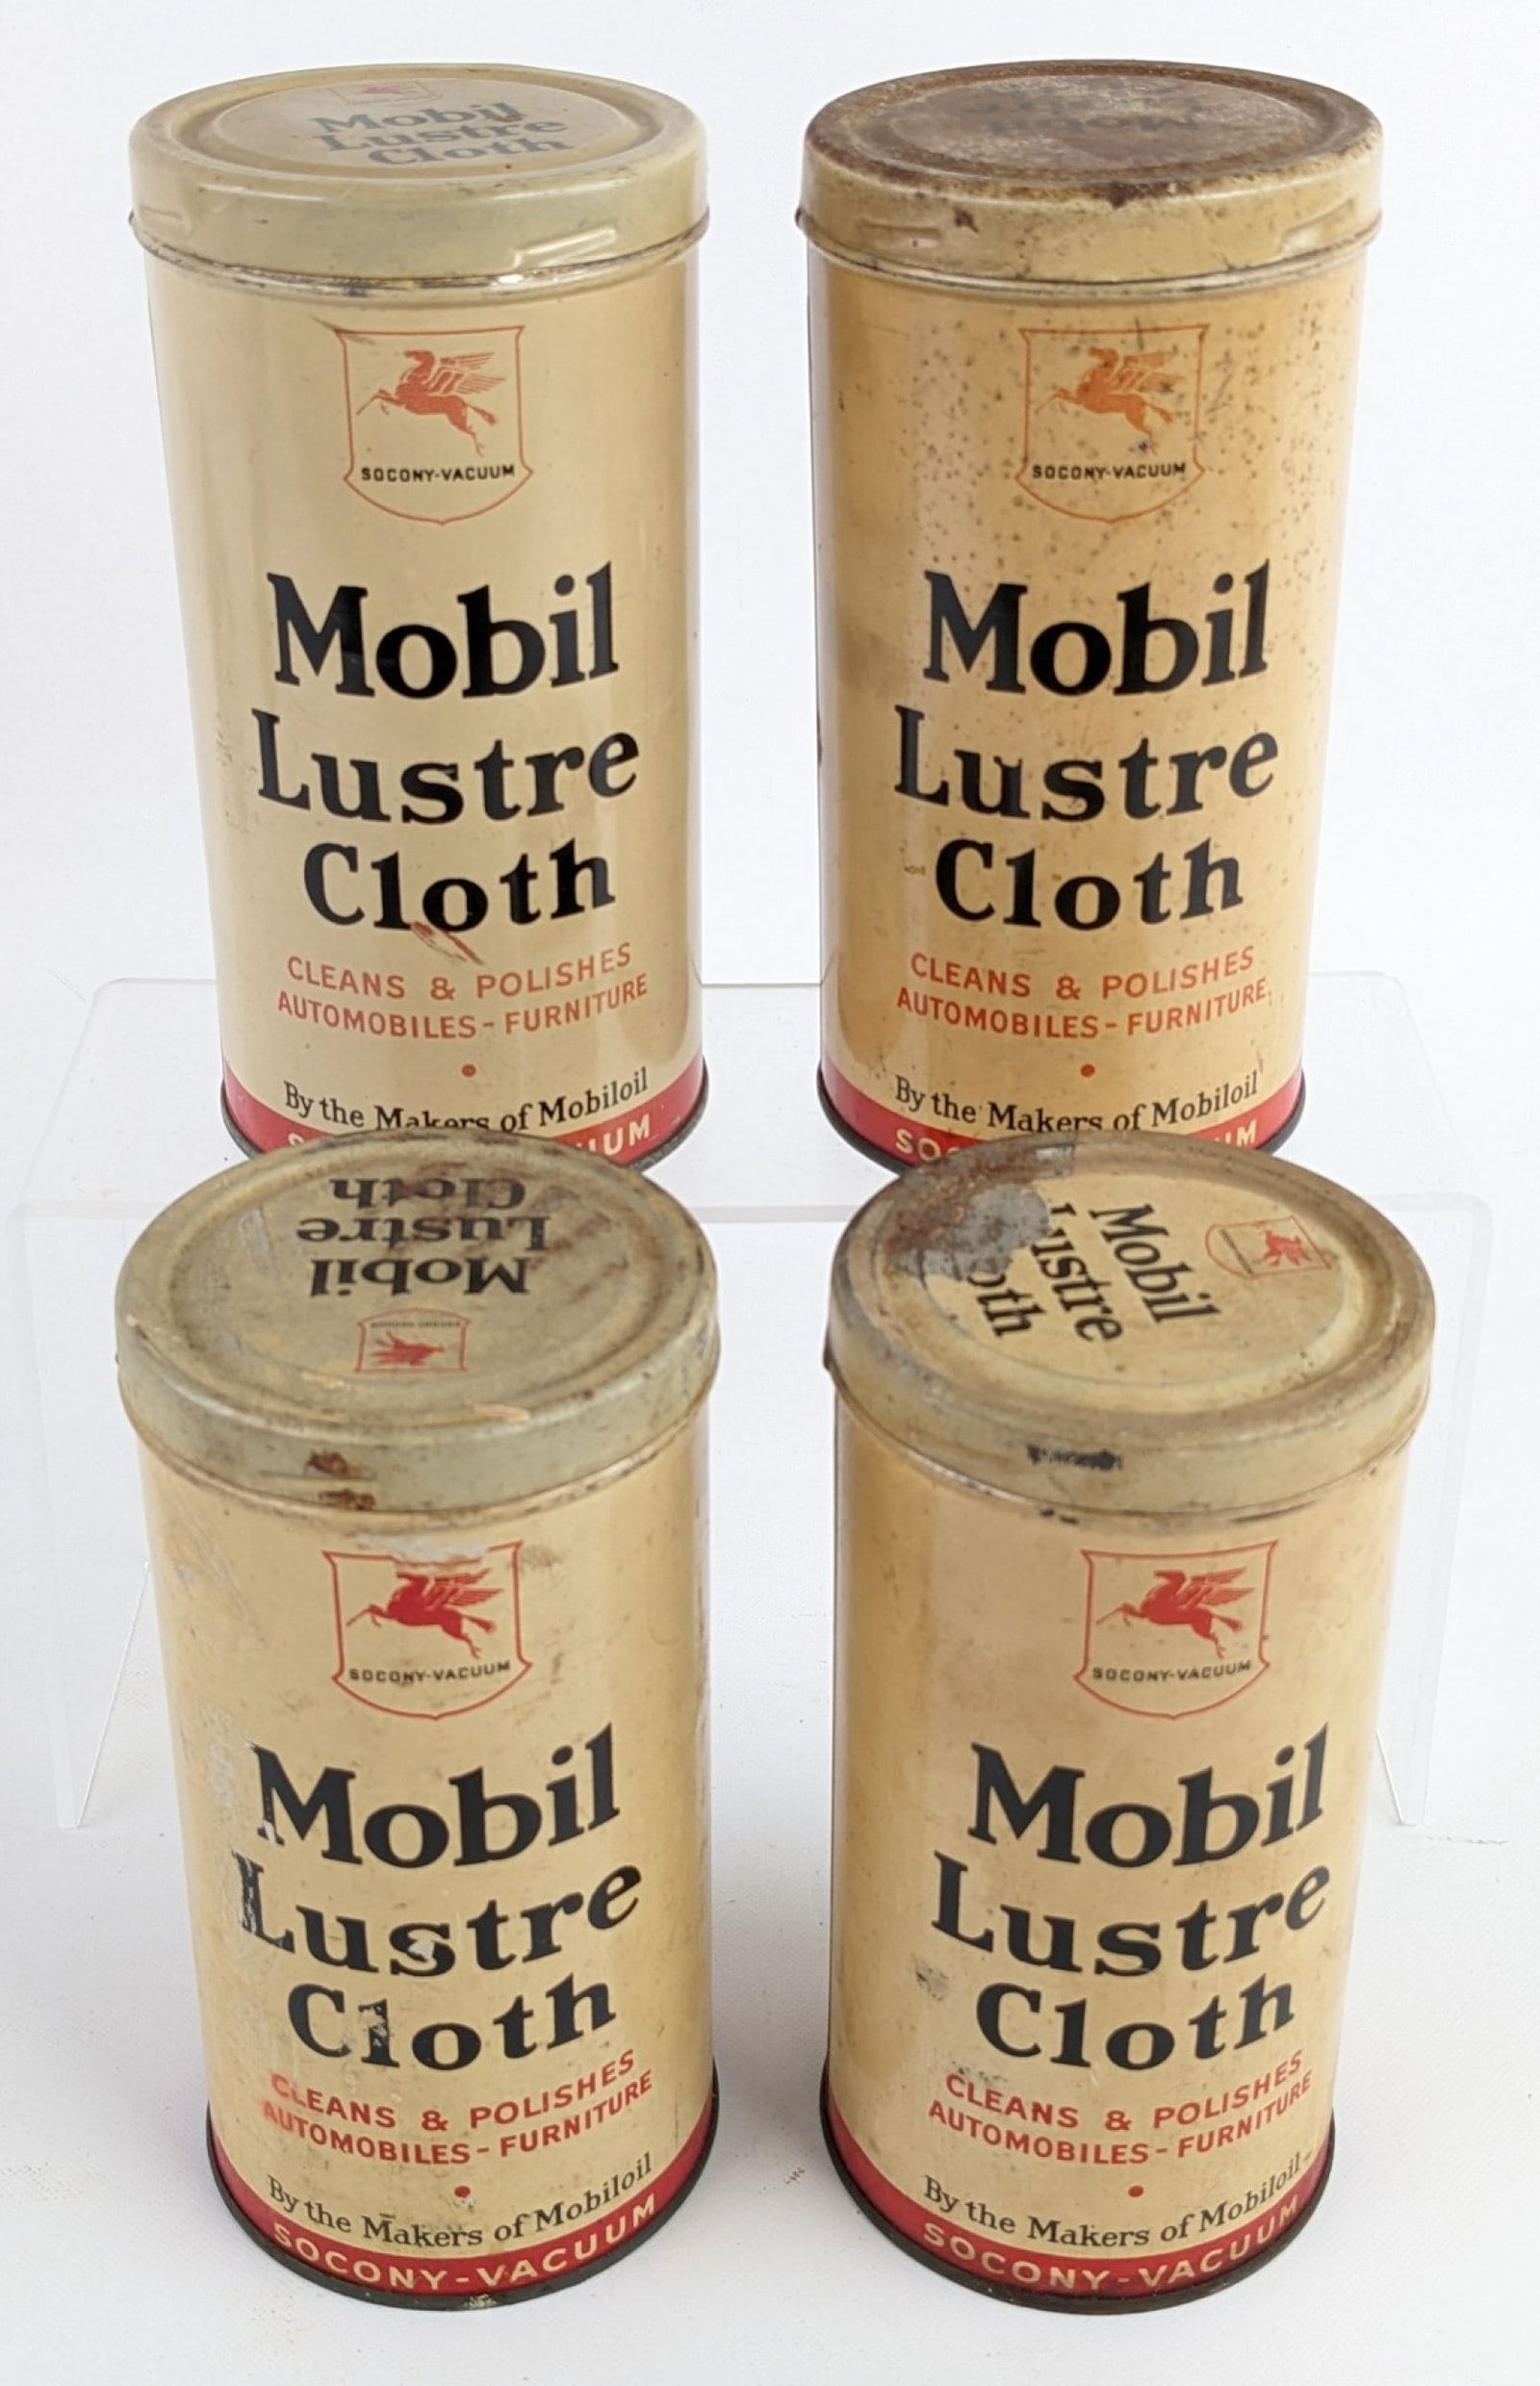 Mobil
Lustre
Cloth
SOCONY-VACUUM
Mobil
Lustre
Cloth
CLEANS & POLISHES
AUTOMOBILES - FURNITURE
By the Makers of Mobiloil
Mobil
SOCONY-VACUUM
Mobil
Lustre
Cloth
CLEANS & POLISHES
AUTOMOBILES - FURNITURE
By the Makers of Mobiloil
Mobil
Lustre
Cloth
SOCONY-VACUUM
Mobil
Lustre
Cloth
CLEANS & POLISHES
AUTOMOBILES - FURNITURE
By the Makers of Mobiloil
SOCONY-VACUUM
Mobil
Lustre
Cloth
SOCONY-VACUUM
Mobil
Lustre
Cloth
CLEANS & POLISHES
AUTOMOBILES - FURNITURE
By the Makers of Mobiloil
SOCONY-VACUUM